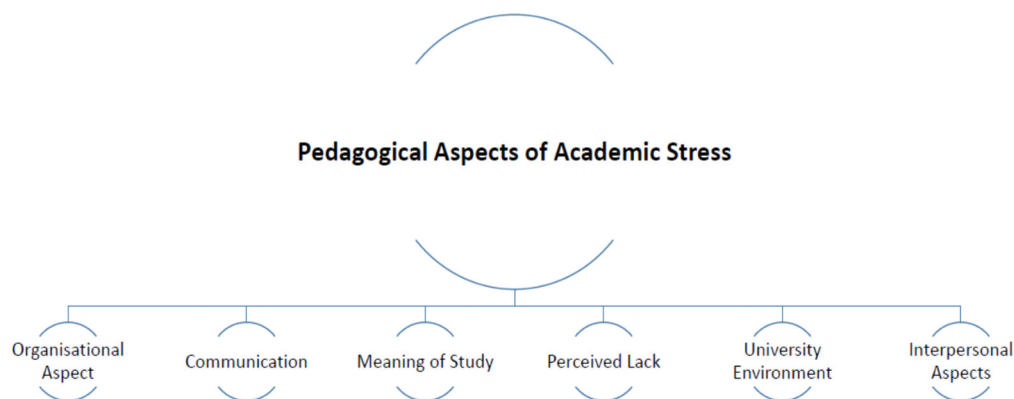 Pedagogical Aspects of Academic Stress
Organisational
Aspect
Communication
Meaning of Study
Perceived Lack
University
Environment
Interpersonal
Aspects